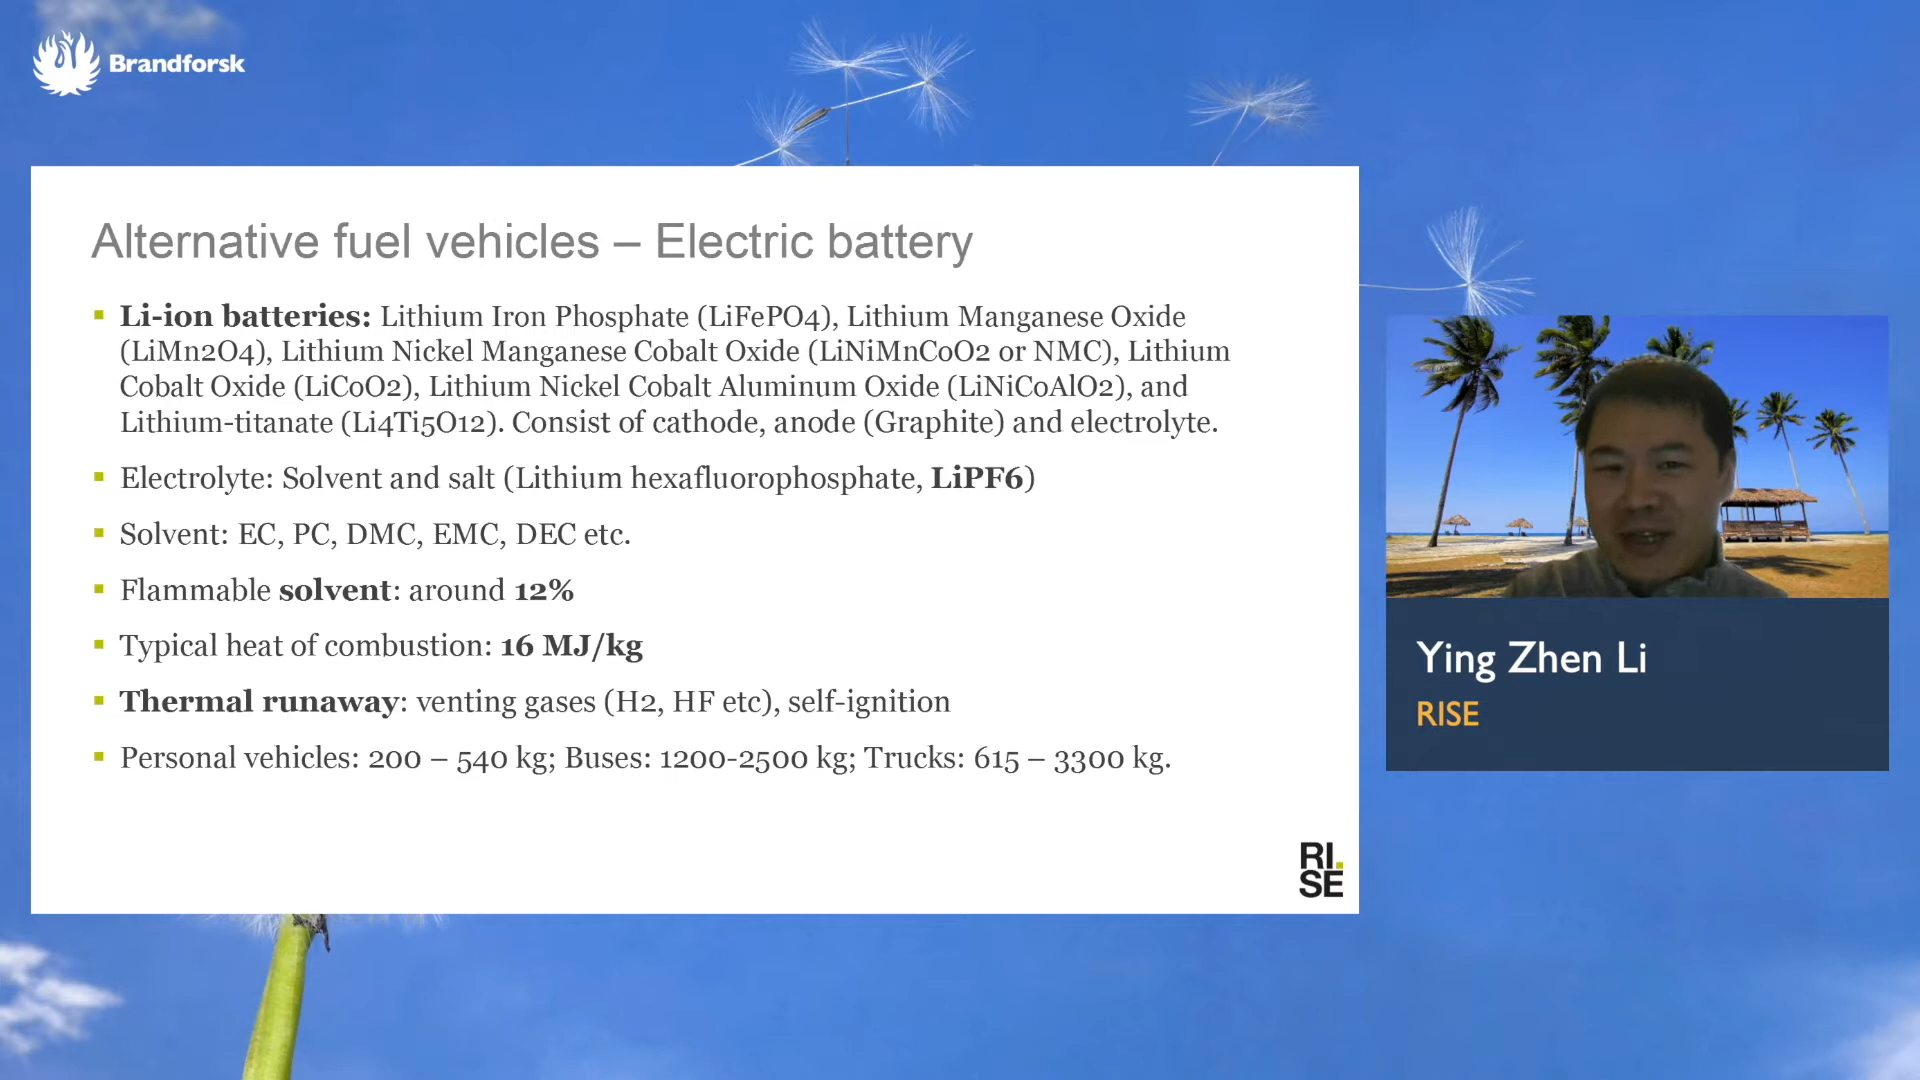 Brandforsk
Alternative fuel vehicles – Electric battery
Li-ion batteries: Lithium Iron Phosphate (LiFePO4), Lithium Manganese Oxide
(LiMn2O4), Lithium Nickel Manganese Cobalt Oxide (LiNiMnCoO2 or NMC), Lithium
Cobalt Oxide (LiCoO2), Lithium Nickel Cobalt Aluminum Oxide (LiNiCoAlO2), and
Lithium-titanate (Li4Ti5O12). Consist of cathode, anode (Graphite) and electrolyte.
Electrolyte: Solvent and salt (Lithium hexafluorophosphate, LiPF6)
Solvent: EC, PC, DMC, EMC, DEC etc.
Flammable solvent: around 12%
Typical heat of combustion: 16 MJ/kg
Thermal runaway: venting gases (H2, HF etc), self-ignition
Personal vehicles: 200 – 540 kg; Buses: 1200-2500 kg; Trucks: 615 – 3300 kg.
RI.
SE
Ying Zhen Li
RISE